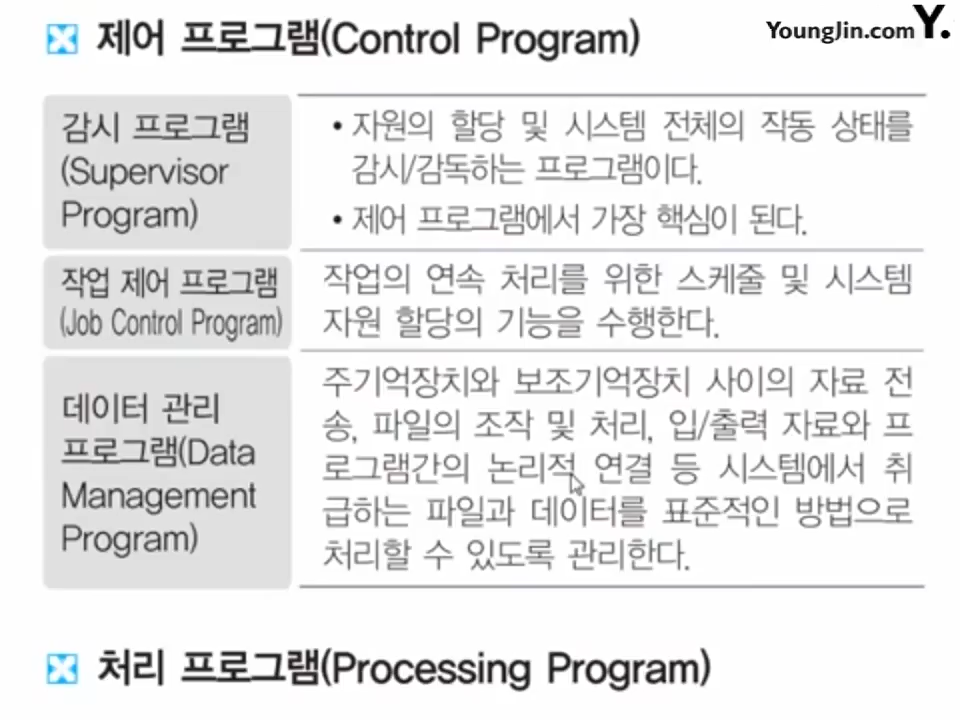 제어 프로그램(Control Program)
YoungJin.com Y.
감시 프로그램
(Supervisor
Program)
• 자원의 할당 및 시스템 전체의 작동 상태를
감시/감독하는 프로그램이다.
• 제어 프로그램에서 가장 핵심이 된다.
작업 제어 프로그램
(Job Control Program)
작업의 연속 처리를 위한 스케줄 및 시스템
자원 할당의 기능을 수행한다.
데이터 관리
프로그램(Data
Management
Program)
주기억장치와 보조기억장치 사이의 자료 전
송, 파일의 조작 및 처리, 입/출력 자료와 프
로그램간의 논리적 연결 등 시스템에서 취
급하는 파일과 데이터를 표준적인 방법으로
처리할 수 있도록 관리한다.
처리 프로그램(Processing Program)